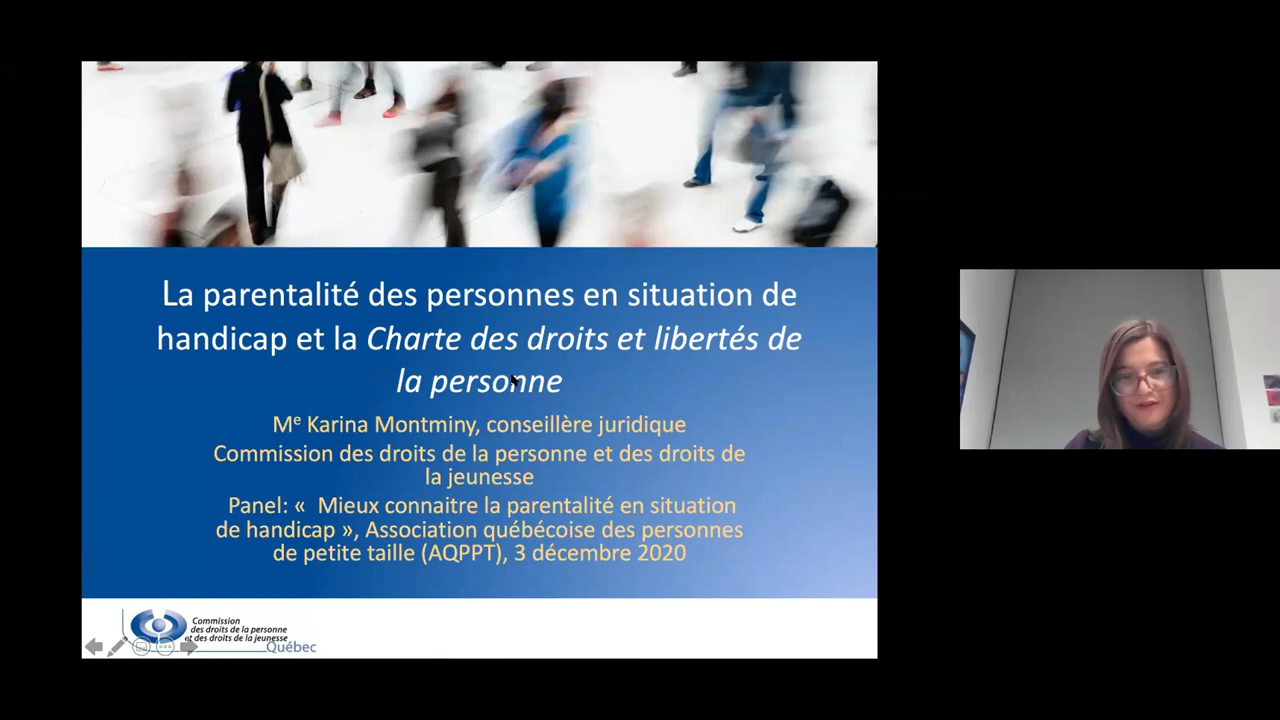 La parentalité des personnes en situation de
handicap et la Charte des droits et libertés de
la personne
Me Karina Montminy, conseillère juridique
Commission des droits de la personne et des droits de
la jeunesse
Panel: «  Mieux connaitre la parentalité en situation
de handicap », Association québécoise des personnes
de petite taille (AQPPT), 3 décembre 2020
Commission
des droits de la personne
et des droits de la jeunesse
Québec